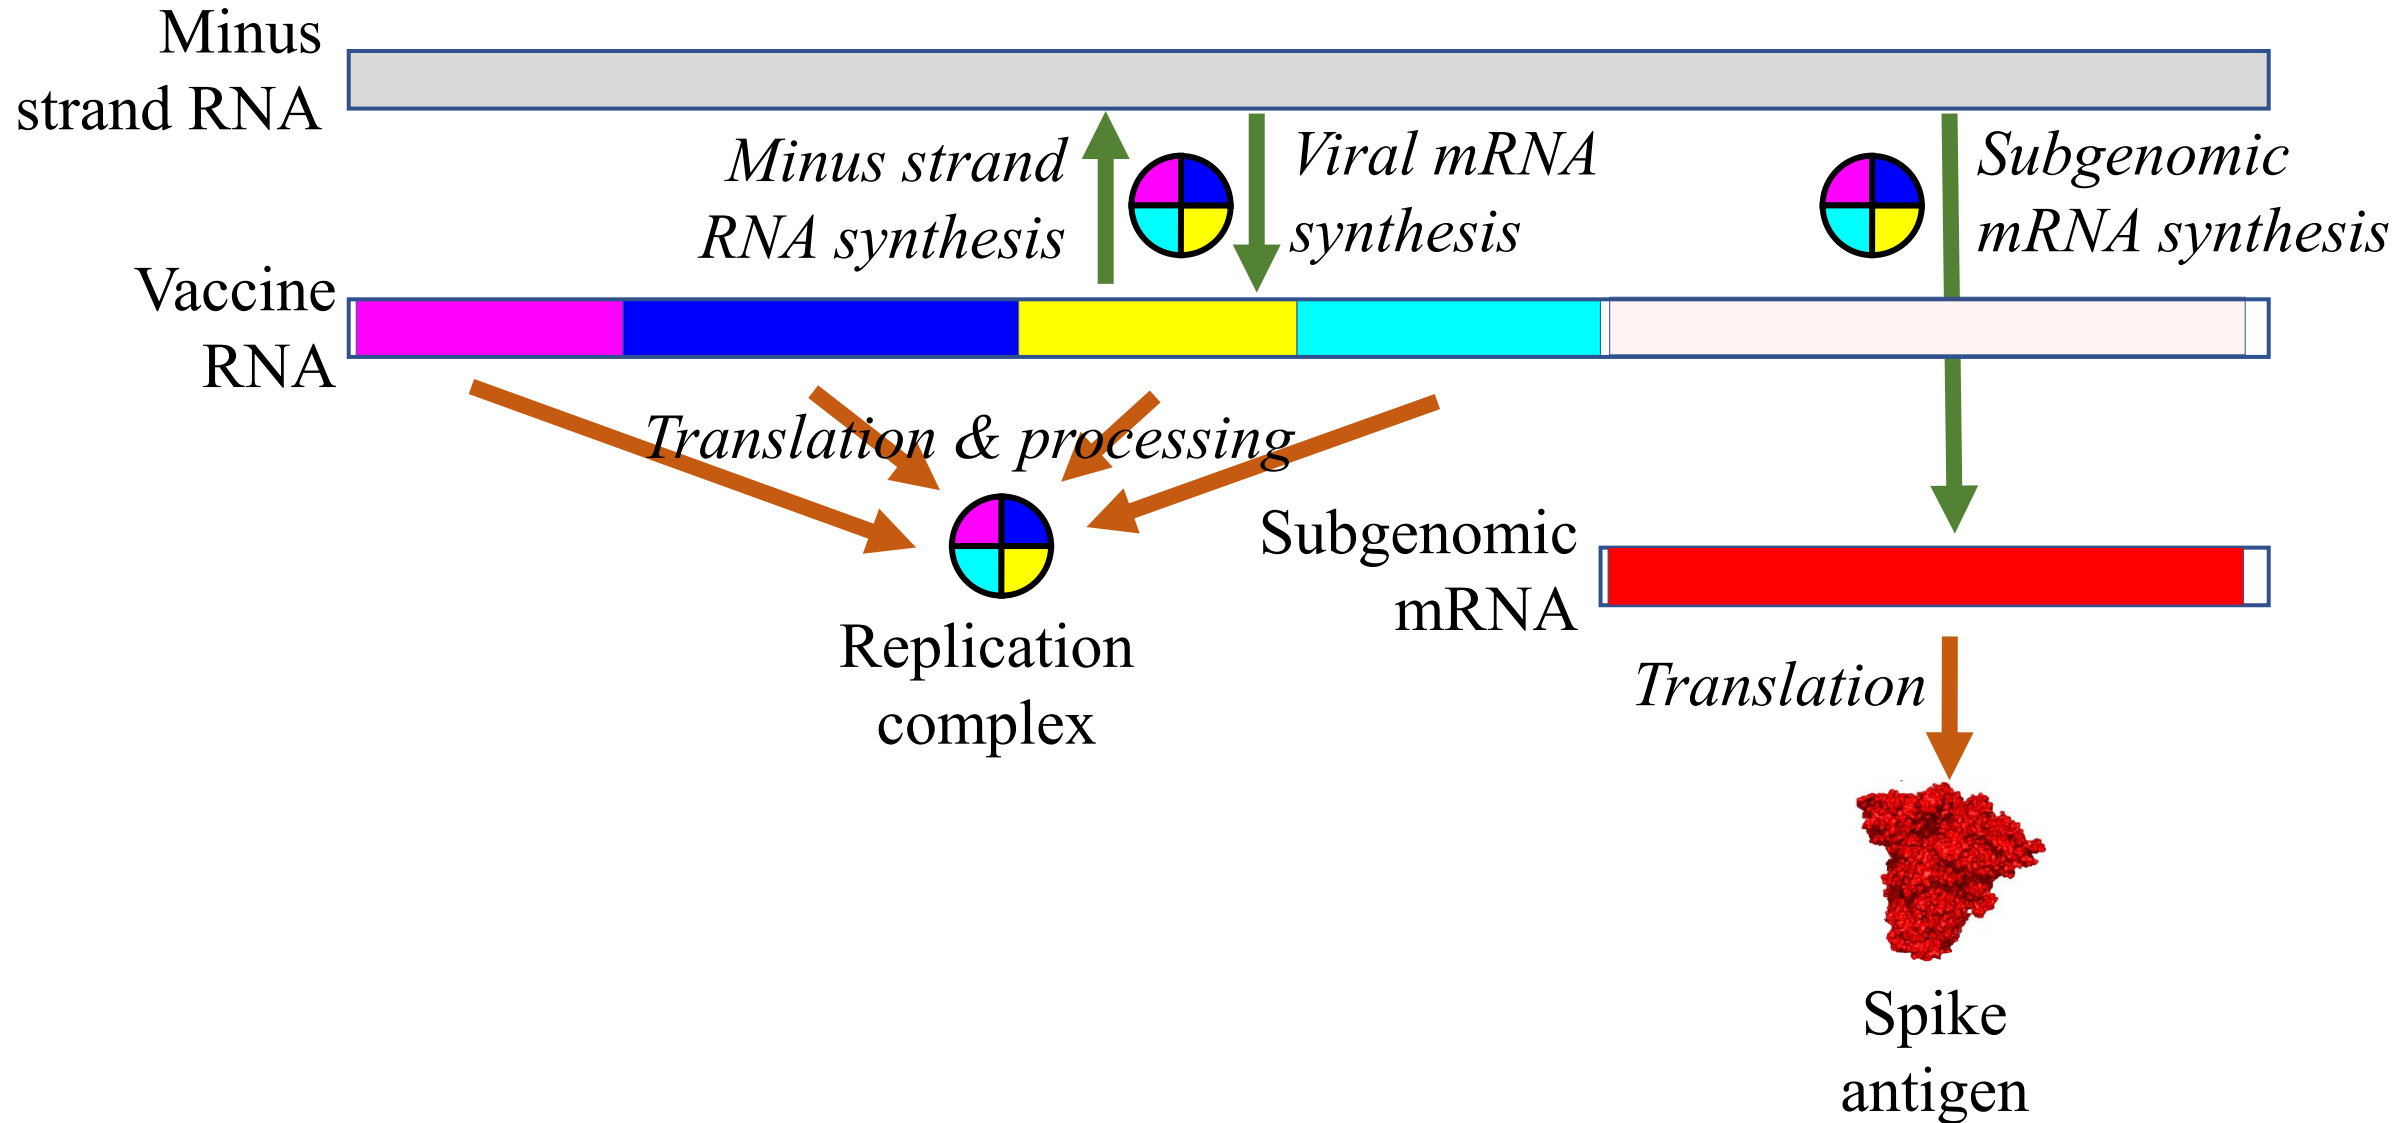 Minus
strand RNA
Minus strand
RNA synthesis
Viral mRNA
synthesis
Subgenomic
mRNA synthesis
Vaccine
RNA
Translation & processing
Replication
complex
Subgenomic
mRNA
Translation
Spike
antigen